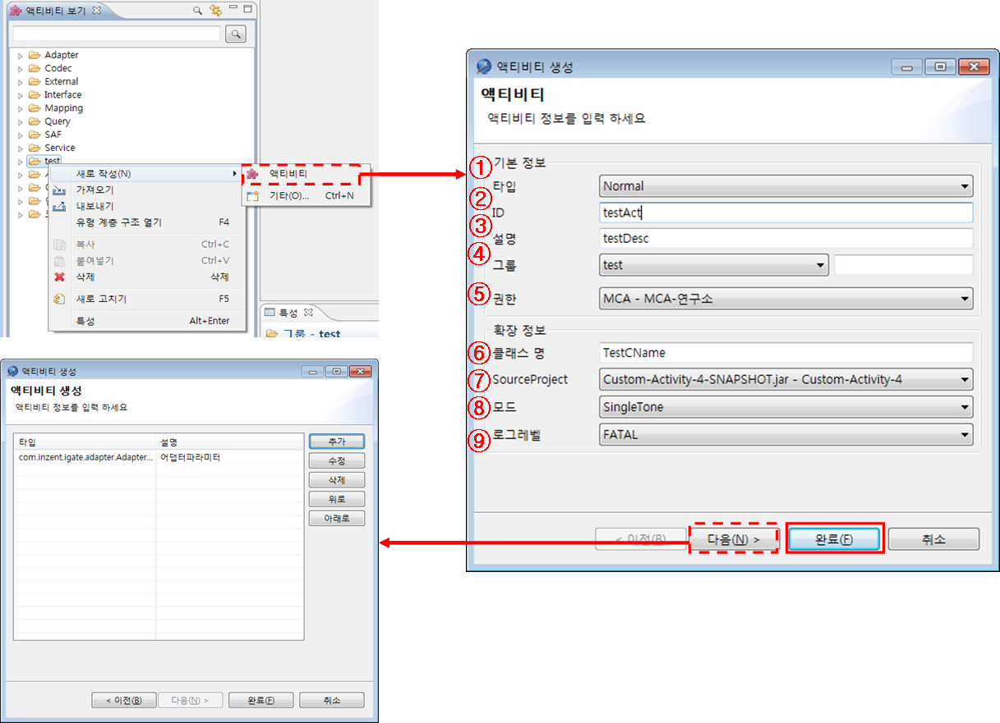 액티비티 보기
Adapter
Codec
External
Interface
Mapping
Query
SAF
Service
test
새로 작성(N)
가져오기
내보내기
유형 계층 구조 열기 F4
복사 Ctrl+C
붙여넣기 Ctrl+V
삭제 삭제
새로 고치기 F5
특성 Alt+Enter
액티비티
기타(O)... Ctrl+N
특성
그룹 - test
액티비티 생성
액티비티
액티비티 정보를 입력 하세요
① 기본 정보
타입 Normal
②
ID testAct
③
설명 testDesc
④
그룹 test
⑤ 권한 MCA - MCA-연구소
확장 정보
⑥ 클래스 명 TestCName
⑦ SourceProject Custom-Activity-4-SNAPSHOT.jar - Custom-Activity-4
⑧ 모드 SingleTone
⑨ 로그레벨 FATAL
< 이전(B) 다음(N) > 완료(F) 취소
액티비티 생성
액티비티 생성
액티비티 정보를 입력 하세요
타입 설명
com.inzent.igate.adapter.Adapter... 어댑터파라미터
추가
수정
삭제
위로
아래로
< 이전(B) 다음(N) > 완료(F) 취소